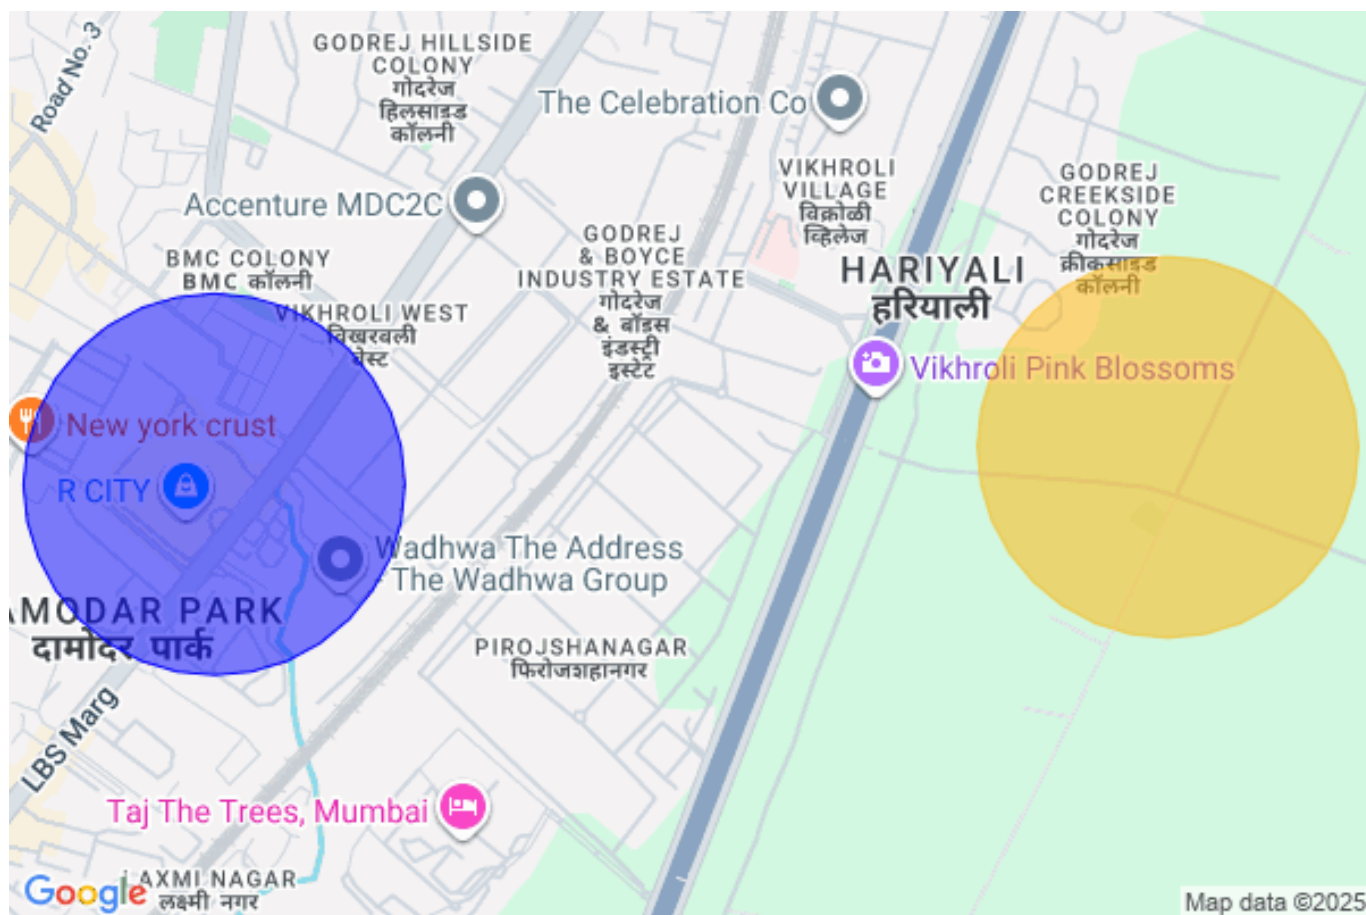 Road No. 3
GODREJ HILLSIDE
COLONY
गोदरेज
हिलसाइड
कॉलनी
The Celebration Co
VIKHROLI
VILLAGE
विक्रोळी
व्हिलेज
GODREJ
CREEKSIDE
COLONY
गोदरेज
क्रीकसाइड
कॉलनी
Accenture MDC2C
BMC COLONY
BMC कॉलनी
GODREJ
& BOYCE
INDUSTRY ESTATE
गोदरेज
& बॉइस
इंडस्ट्री
इस्टेट
HARIYALI
हरियाली
VIKHROLI WEST
विखरवली
वेस्ट
Vikhroli Pink Blossoms
New york crust
R CITY
Wadhwa The Address
- The Wadhwa Group
AMODAR PARK
दामोदर पार्क
PIROJSHANAGAR
फिरोजशहानगर
LBS Marg
Taj The Trees, Mumbai
LAXMI NAGAR
लक्ष्मी नगर
Google
Map data ©2025